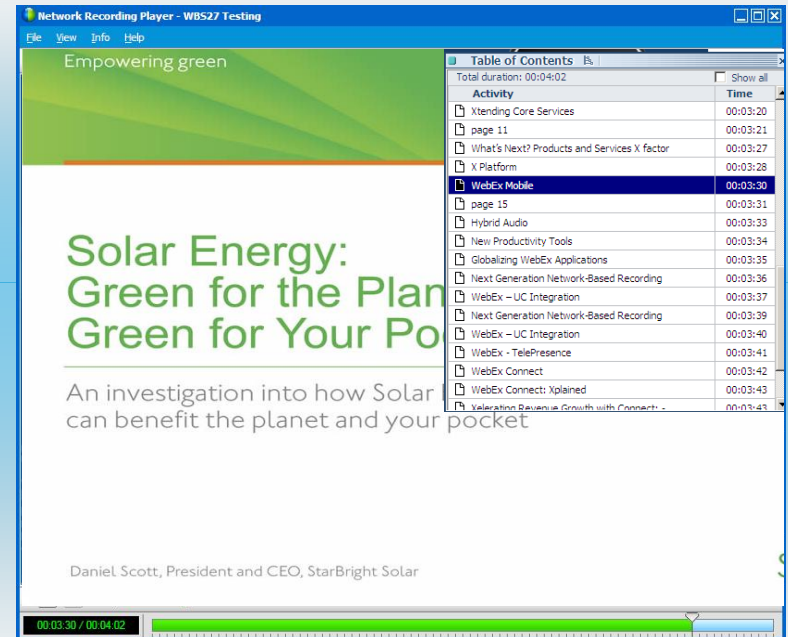 Network Recording Player - WBS27 Testing
File View Info Help
Empowering green
Table of Contents
Total duration: 00:04:02 Show all
Activity Time
Xtending Core Services 00:03:20
page 11 00:03:21
What's Next? Products and Services X factor 00:03:27
X Platform 00:03:28
WebEx Mobile 00:03:30
page 15 00:03:31
Hybrid Audio 00:03:33
New Productivity Tools 00:03:34
Globalizing WebEx Applications 00:03:35
Next Generation Network-Based Recording 00:03:36
WebEx – UC Integration 00:03:37
Next Generation Network-Based Recording 00:03:39
WebEx – UC Integration 00:03:40
WebEx - TelePresence 00:03:41
WebEx Connect 00:03:42
WebEx Connect: Xplained 00:03:43
Xelerating Revenue Growth with Connect: - 00:03:43
Solar Energy:
Green for the Plan
Green for Your Po
An investigation into how Solar
can benefit the planet and your pocket
Daniel Scott, President and CEO, StarBright Solar
S
00:03:30 / 00:04:02